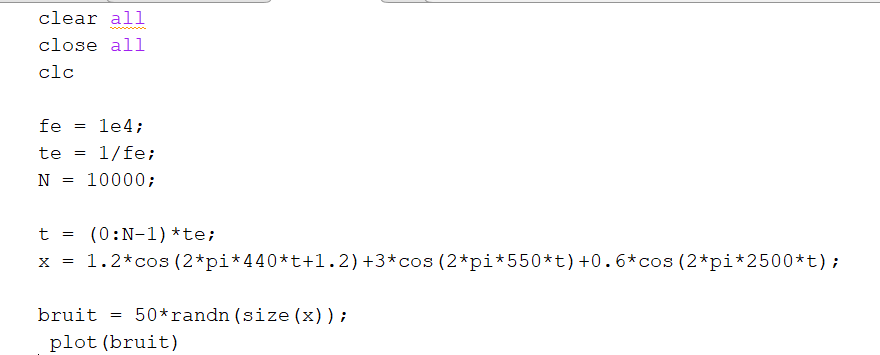 clear all
close all
clc
fe = 1e4;
te = 1/fe;
N = 10000;
t = (0:N-1)*te;
x = 1.2*cos(2*pi*440*t+1.2)+3*cos(2*pi*550*t)+0.6*cos(2*pi*2500*t);
bruit = 50*randn(size(x));
plot(bruit)